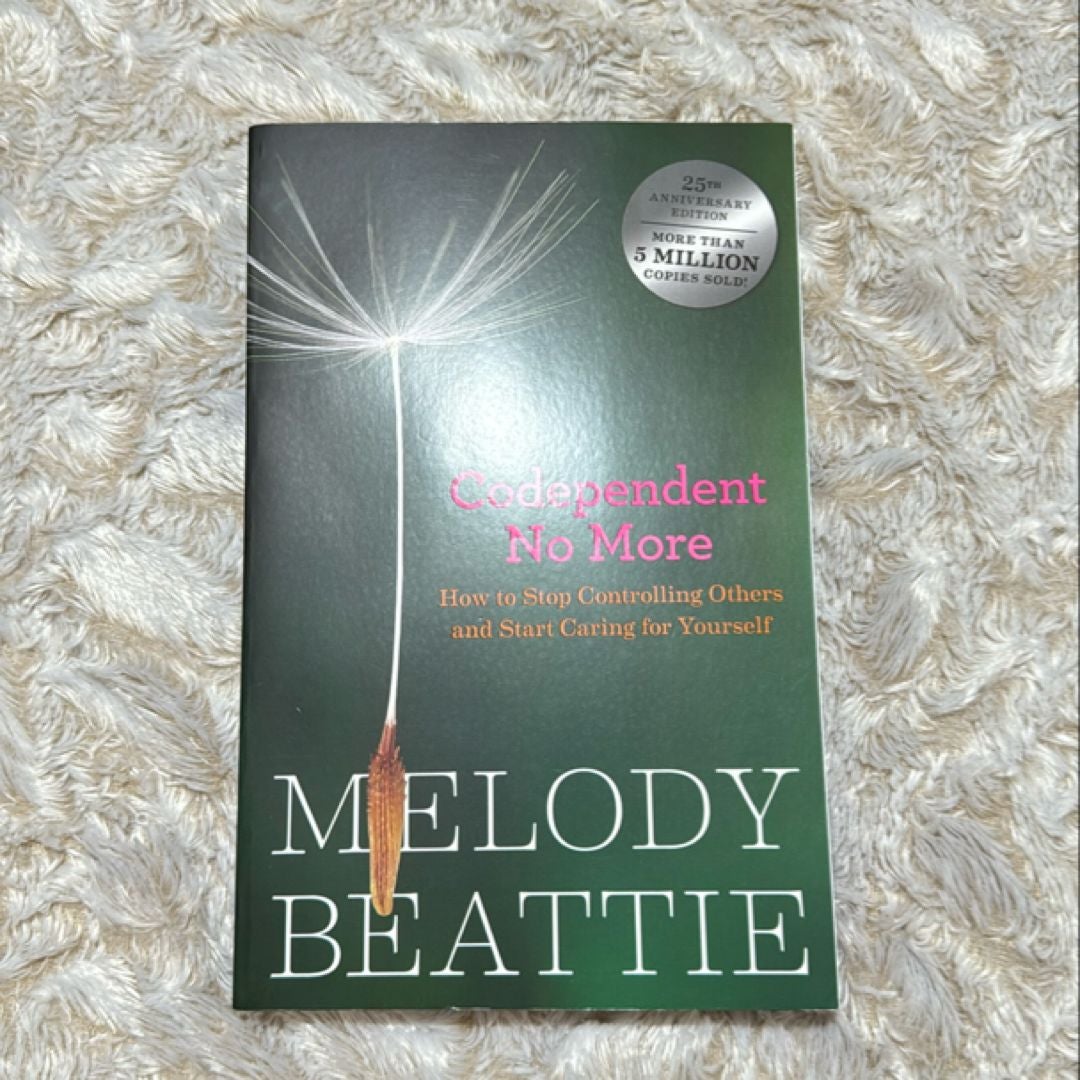 25TH
ANNIVERSARY
EDITION
MORE THAN
5 MILLION
COPIES SOLD!
Codependent
No More
How to Stop Controlling Others
and Start Caring for Yourself
MELODY
BEATTIE